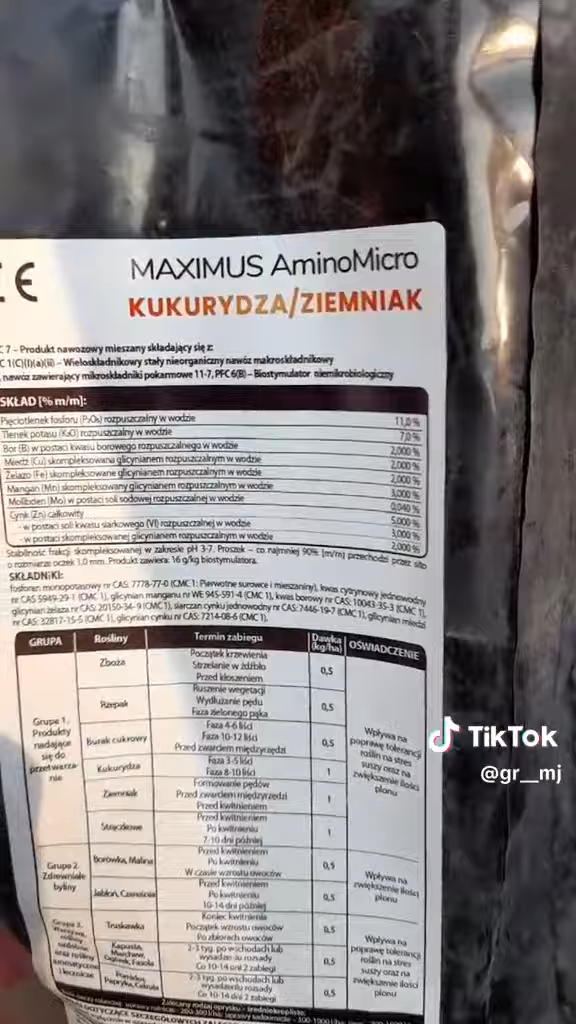 CE
MAXIMUS AminoMicro
KUKURYDZA/ZIEMNIAK
C 7 – Produkt nawozowy mieszany składający się z:
C 1(C)(I)(a)(ii) – Wieloskładnikowy stały nieorganiczny nawóz makroskładnikowy
nawóz zawierający mikroskładniki pokarmowe 11-7, PFC 6(B) – Biostymulator niemikrobiologiczny
SKŁAD [% m/m]:
Pięciotlenek fosforu (P₂O₅) rozpuszczalny w wodzie 11,0 %
Tlenek potasu (K₂O) rozpuszczalny w wodzie 7,0 %
Bor (B) w postaci kwasu borowego rozpuszczalnego w wodzie 2,000 %
Miedź (Cu) skompleksowana glicynianem rozpuszczalnym w wodzie 2,000 %
Żelazo (Fe) skompleksowane glicynianem rozpuszczalnym w wodzie 2,000 %
Mangan (Mn) skompleksowany glicynianem rozpuszczalnym w wodzie 3,000 %
Molibden (Mo) w postaci soli sodowej rozpuszczalnej w wodzie 0,040 %
Cynk (Zn) całkowity 5,000 %
- w postaci soli kwasu siarkowego (VI) rozpuszczalnej w wodzie 3,000 %
- w postaci skompleksowanej glicynianem rozpuszczalnym w wodzie 2,000 %
Stabilność frakcji skompleksowanej w zakresie pH 3-7. Proszek – co najmniej 90% [m/m] przechodzi przez sito
o rozmiarze oczek 1,0 mm. Produkt zawiera: 16 g/kg biostymulatora.
SKŁADNIKI:
fosforan monopotasowy nr CAS: 7778-77-0 (CMC 1: Pierwotne surowce i mieszaniny), kwas cytrynowy jednowodny
nr CAS 5949-29-1 (CMC 1), glicynian manganu nr WE 945-591-4 (CMC 1), kwas borowy nr CAS: 10043-35-3 (CMC 1),
glicynian żelaza nr CAS: 20150-34-9 (CMC 1), siarczan cynku jednowodny nr CAS: 7446-19-7 (CMC 1), glicynian miedzi
nr CAS: 32817-15-5 (CMC 1), glicynian cynku nr CAS: 7214-08-6 (CMC 1).
GRUPA Rośliny Termin zabiegu Dawka (kg/ha) OŚWIADCZENIE
Grupa 1.
Produkty
nadające
się do
przetwarza-
nia
Zboża
Początek krzewienia
Strzelanie w źdźbło
Przed kłoszeniem
0,5
Rzepak
Ruszenie wegetacji
Wydłużanie pędu
Faza zielonego pąka
0,5
Burak cukrowy
Faza 4-6 liści
Faza 10-12 liści
Przed zwarciem międzyrzędzi
0,5
Kukurydza
Faza 3-5 liści
Faza 8-10 liści
1
Ziemniak
Formowanie pędów
Przed zwarciem międzyrzędzi
Przed kwitnieniem
1
Strączkowe
Przed kwitnieniem
Po kwitnieniu
7-10 dni później
1
Wpływa na
poprawę tolerancji
roślin na stres
suszy oraz na
zwiększenie ilości
plonu
Grupa 2.
Zdrewniałe
byliny
Borówka, Malina
Przed kwitnieniem
Po kwitnieniu
W czasie wzrostu owoców
0,5
Jabłoń, Czereśnia
Przed kwitnieniem
Po kwitnieniu
10-14 dni później
0,5
Wpływa na
zwiększenie ilości
plonu
Grupa 3.
Warzywa,
rośliny
ozdobne
oraz rośliny
aromatyczne
i lecznicze
Truskawka
Koniec kwitnienia
Początek wzrostu owoców
Po zbiorach owoców
0,5
Kapusta,
Marchew,
Ogórek, Fasola
2-3 tyg. po wschodach lub
wysadzeniu rozsady
Co 10-14 dni 2 zabiegi
0,5
Pomidor,
Papryka, Cebula
2-3 tyg. po wschodach lub
wysadzeniu rozsady
Co 10-14 dni 2 zabiegi
0,5
Wpływa na
poprawę tolerancji
roślin na stres
suszy oraz na
zwiększenie ilości
plonu
Zalecany rodzaj oprysku - średniokropliste:
TikTok
@gr__mj